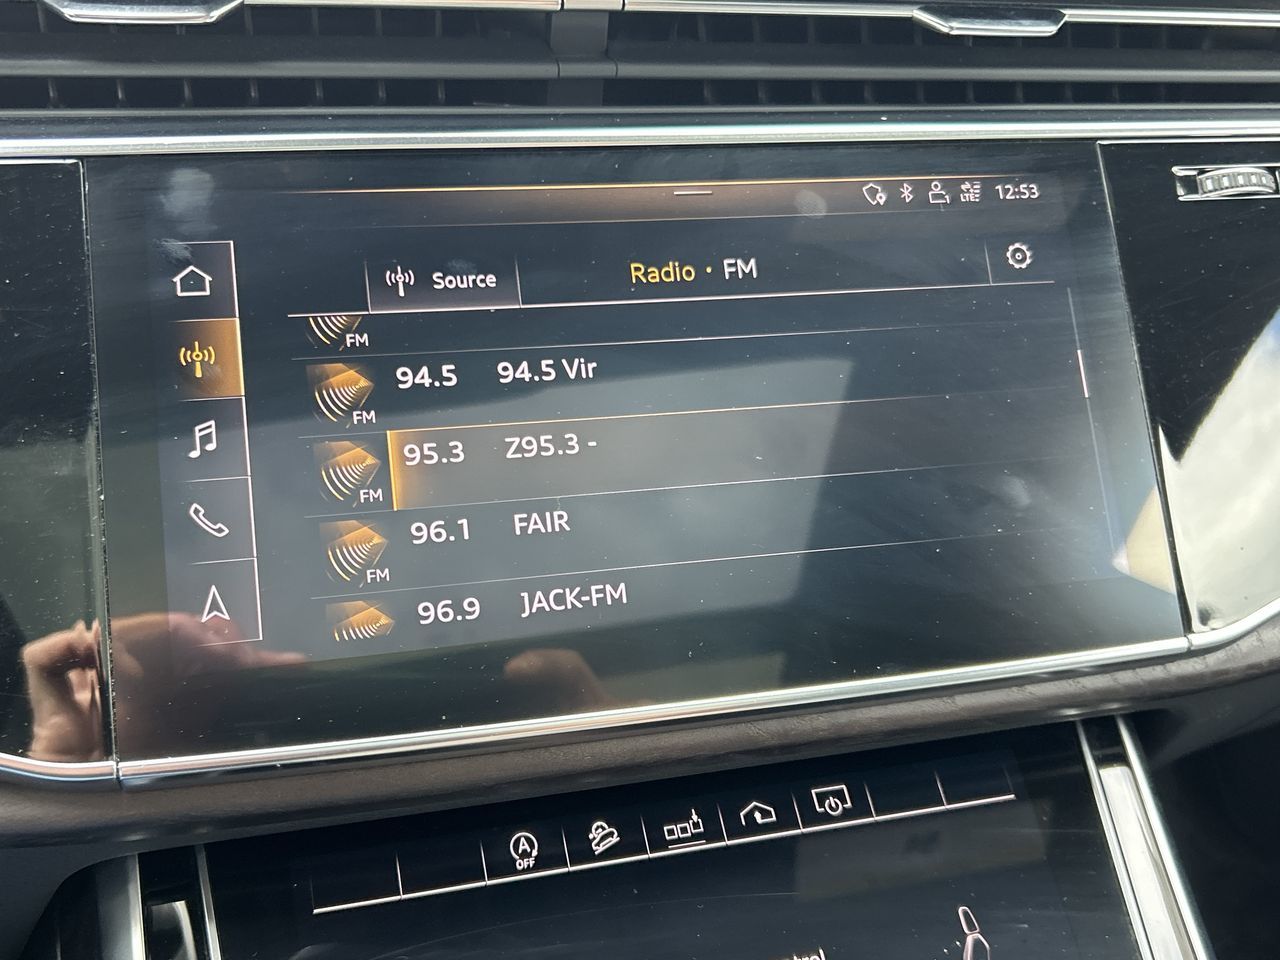 LTE 12:53
Source Radio • FM
FM
94.5 94.5 Vir
FM
95.3 Z95.3 -
FM
96.1 FAIR
FM
96.9 JACK-FM
A
OFF